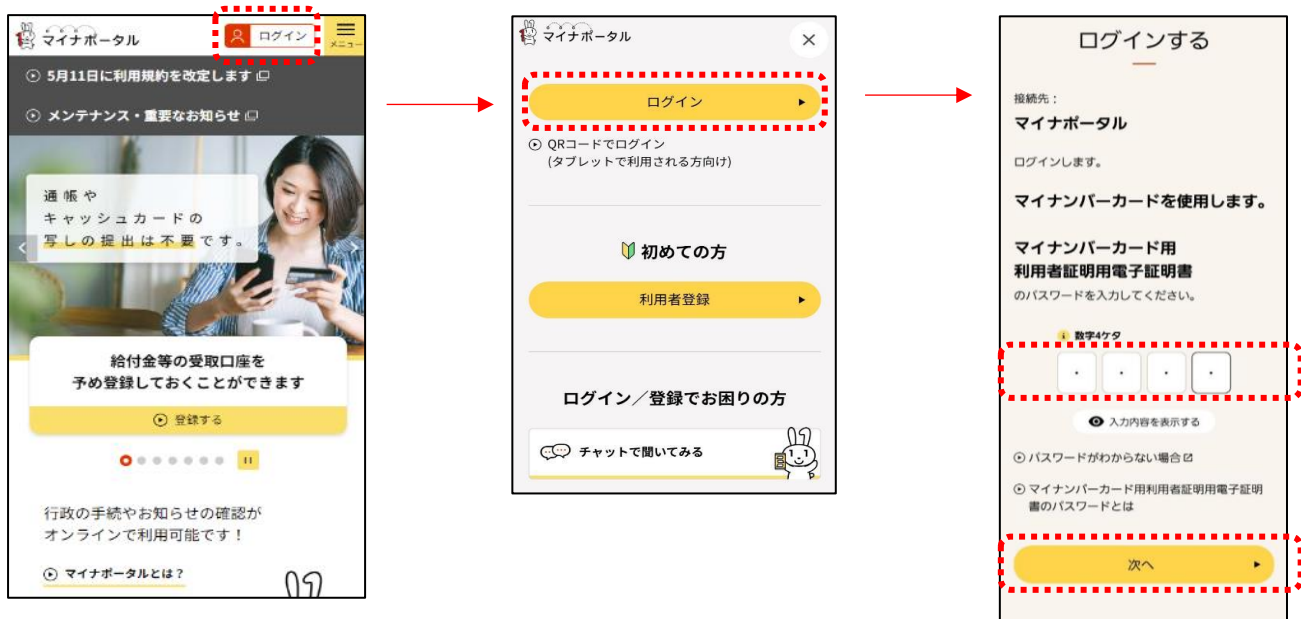 マイナポータル
ログイン
メニュー
5月11日に利用規約を改定します
メンテナンス・重要なお知らせ
通帳や
キャッシュカードの
写しの提出は不要です。
給付金等の受取口座を
予め登録しておくことができます
登録する
行政の手続やお知らせの確認が
オンラインで利用可能です！
マイナポータルとは？
マイナポータル
ログイン
QRコードでログイン
(タブレットで利用される方向け)
初めての方
利用者登録
ログイン／登録でお困りの方
チャットで聞いてみる
ログインする
接続先：
マイナポータル
ログインします。
マイナンバーカードを使用します。
マイナンバーカード用
利用者証明用電子証明書
のパスワードを入力してください。
数字4ケタ
入力内容を表示する
パスワードがわからない場合
マイナンバーカード用利用者証明用電子証明
書のパスワードとは
次へ